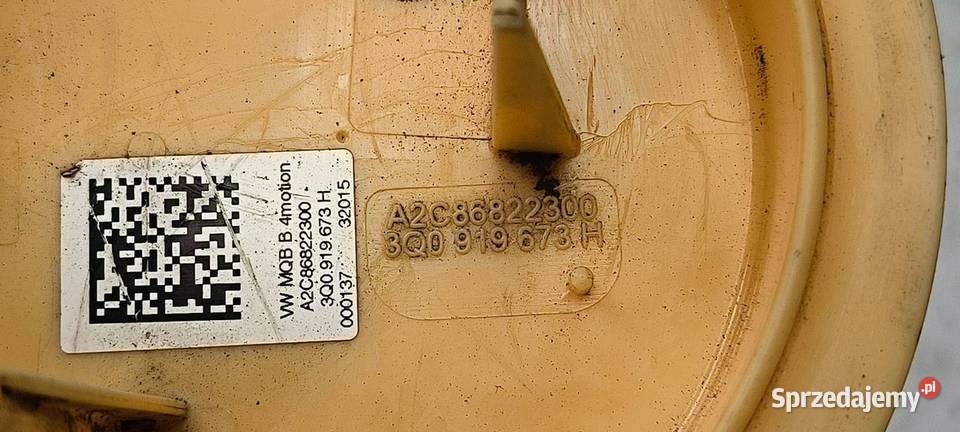 VW MQB B 4motion
A2C86822300
3Q0.919.673 H
000137 32015
A2C86822300
3Q0 919 673 H
Sprzedajemy.pl